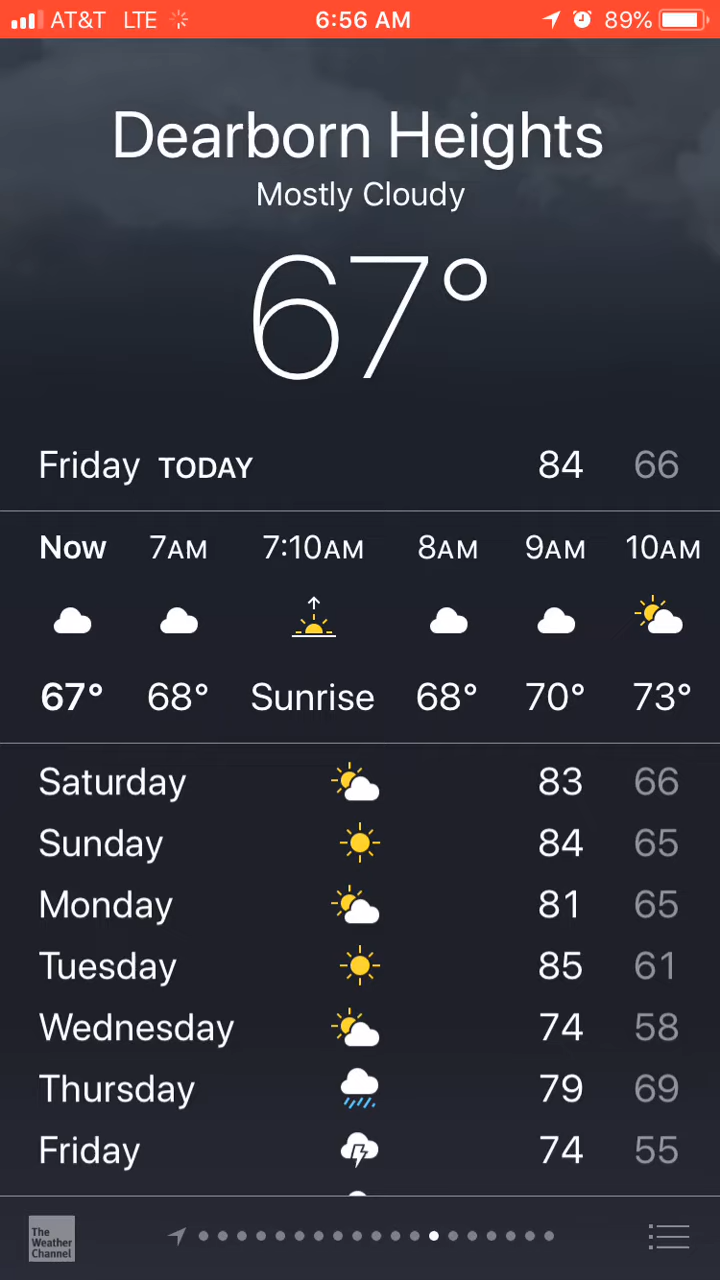 AT&T LTE 6:56 AM 89%
Dearborn Heights
Mostly Cloudy
67°
Friday TODAY 84 66
Now 7AM 7:10AM 8AM 9AM 10AM
67° 68° Sunrise 68° 70° 73°
Saturday 83 66
Sunday 84 65
Monday 81 65
Tuesday 85 61
Wednesday 74 58
Thursday 79 69
Friday 74 55
The
Weather
Channel